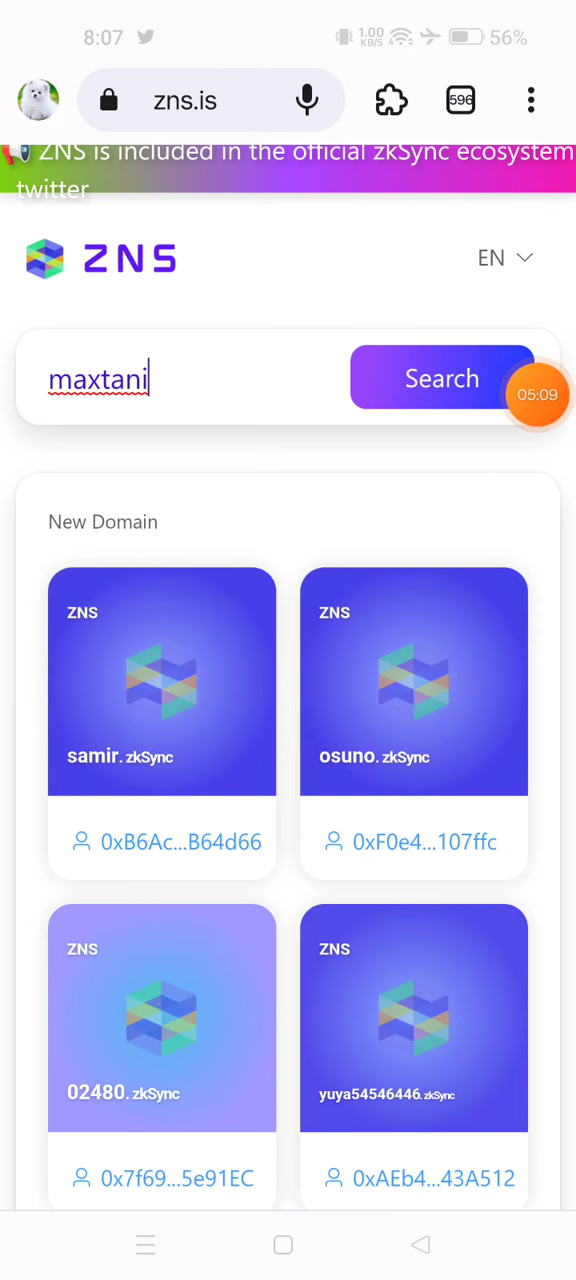 8:07
1.00
KB/S
56%
zns.is
596
ZNS is included in the official zkSync ecosystem
twitter
ZNS
EN
maxtani
Search
05:09
New Domain
ZNS
ZNS
samir.zkSync
osuno.zkSync
0xB6Ac...B64d66
0xF0e4...107ffc
ZNS
ZNS
02480.zkSync
yuya54546446.zkSync
0x7f69...5e91EC
0xAEb4...43A512